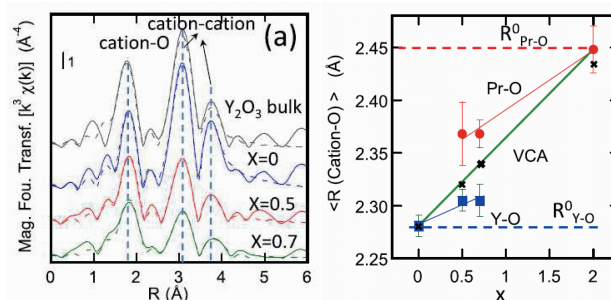 cation-cation
cation-O
(a)
1
Y₂O₃ bulk
X=0
X=0.5
X=0.7
Mag. Fou. Transf. [k³ χ(k)] (Å⁻⁴)
0 1 2 3 4 5 6
R (Å)
R⁰Pr-O
Pr-O
VCA
Y-O
R⁰Y-O
<R (Cation-O) > (Å)
2.45
2.40
2.35
2.30
2.25
0 0.5 1 1.5 2
X